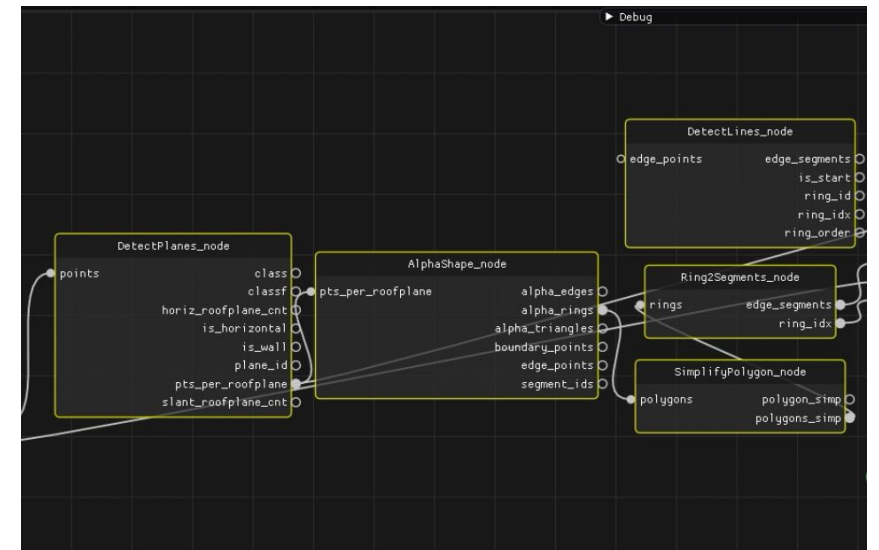 Debug
DetectLines_node
edge_points edge_segments
is_start
ring_id
ring_idx
ring_order
DetectPlanes_node
points class
classf
horiz_roofplane_cnt
is_horizontal
is_wall
plane_id
pts_per_roofplane
slant_roofplane_cnt
AlphaShape_node
pts_per_roofplane alpha_edges
alpha_rings
alpha_triangles
boundary_points
edge_points
segment_ids
Ring2Segments_node
rings edge_segments
ring_idx
SimplifyPolygon_node
polygons polygon_simp
polygons_simp